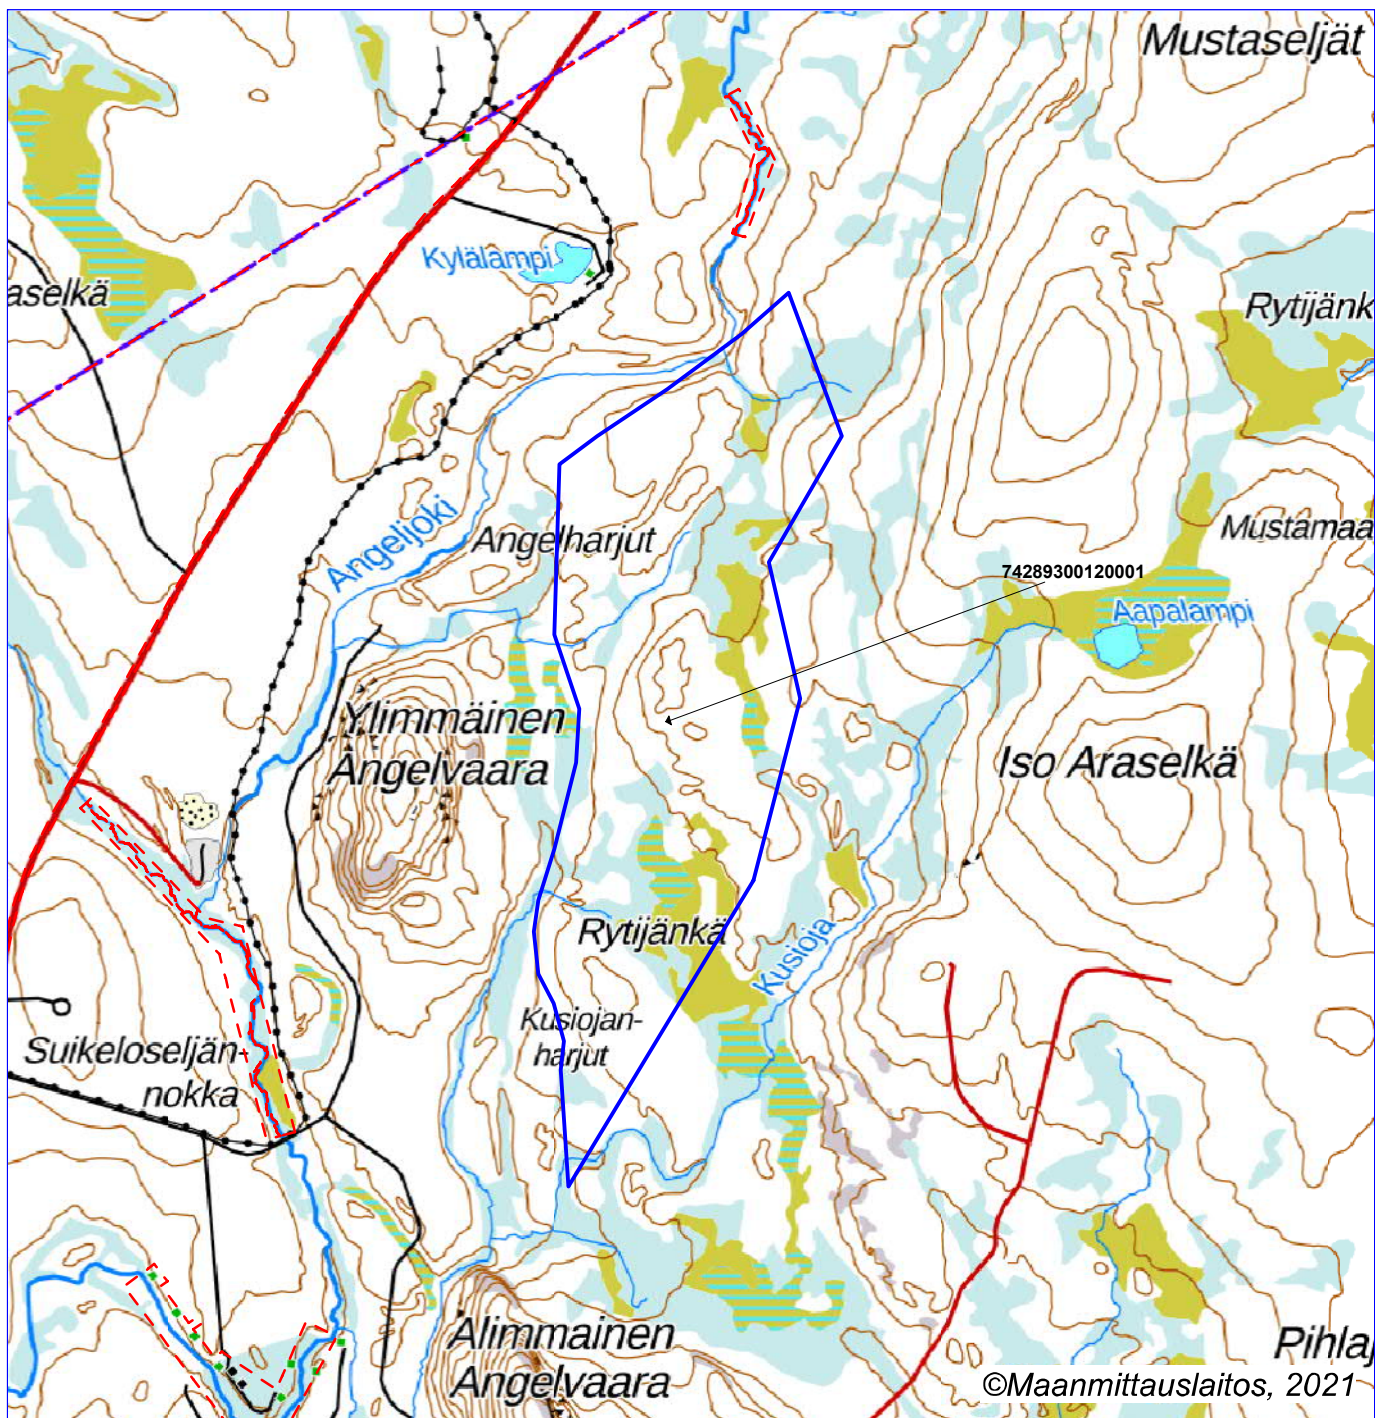 Mustaseljät
Kylälampi
aselkä
Rytijänk
Angeljoki
Angelharjut
Mustamaa
74289300120001
Aapalampi
Ylimmäinen
Angelvaara
Iso Araselkä
Rytijänkä
Kusioja
Kusiojan-
harjut
Suikeloseljän-
nokka
Alimmainen
Angelvaara
Pihlaj
©Maanmittauslaitos, 2021